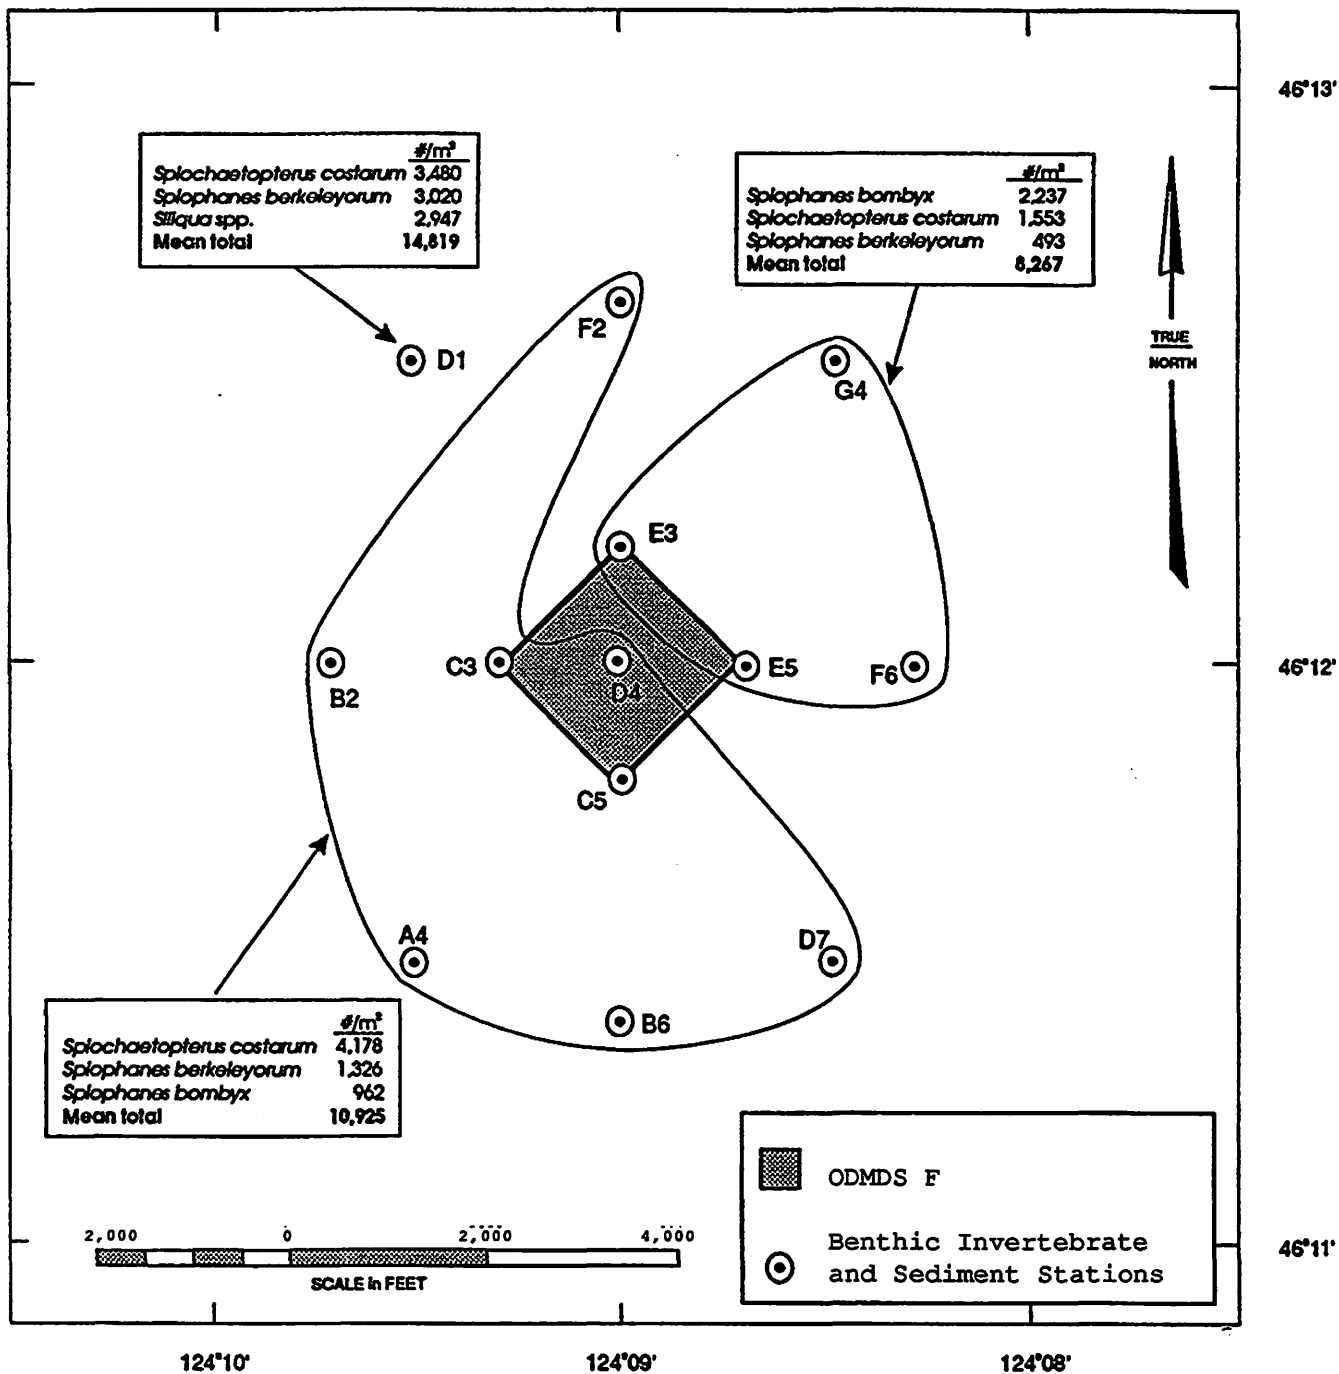 46°13'
#/m²
Spiochaetopterus costarum 3,480
Spiophanes berkeleyorum 3,020
Siliqua spp. 2,947
Mean total 14,819
#/m²
Spiophanes bombyx 2,237
Spiochaetopterus costarum 1,553
Spiophanes berkeleyorum 493
Mean total 8,267
TRUE
NORTH
F2
D1
G4
E3
C3
D4
E5
F6
46°12'
B2
C5
A4
D7
B6
#/m²
Spiochaetopterus costarum 4,178
Spiophanes berkeleyorum 1,326
Spiophanes bombyx 962
Mean total 10,925
ODMDS F
Benthic Invertebrate
and Sediment Stations
2,000 0 2,000 4,000
SCALE in FEET
46°11'
124°10' 124°09' 124°08'